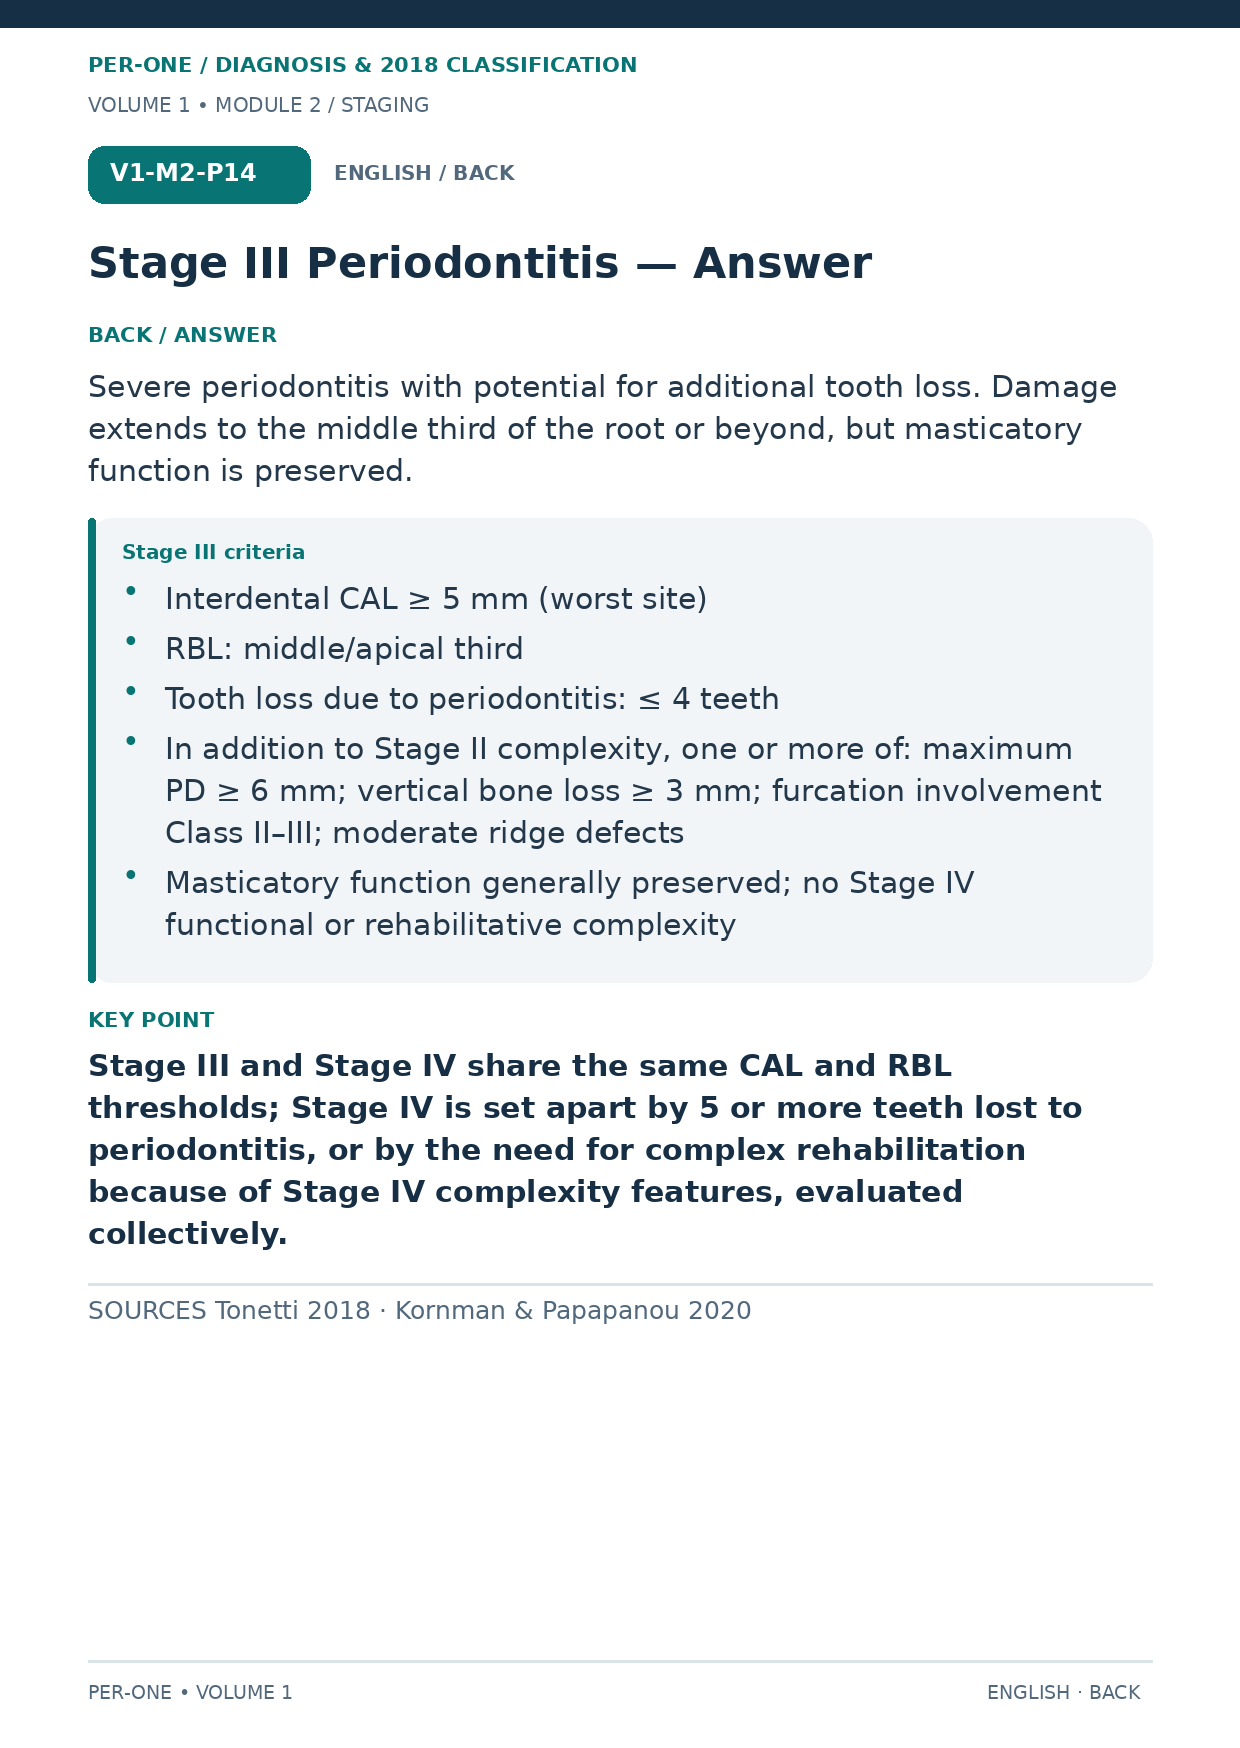 PER-ONE / DIAGNOSIS & 2018 CLASSIFICATION
VOLUME 1 • MODULE 2 / STAGING
V1-M2-P14
ENGLISH / BACK
Stage III Periodontitis — Answer
BACK / ANSWER
Severe periodontitis with potential for additional tooth loss. Damage
extends to the middle third of the root or beyond, but masticatory
function is preserved.
Stage III criteria
• Interdental CAL ≥ 5 mm (worst site)
• RBL: middle/apical third
• Tooth loss due to periodontitis: ≤ 4 teeth
• In addition to Stage II complexity, one or more of: maximum
PD ≥ 6 mm; vertical bone loss ≥ 3 mm; furcation involvement
Class II–III; moderate ridge defects
• Masticatory function generally preserved; no Stage IV
functional or rehabilitative complexity
KEY POINT
Stage III and Stage IV share the same CAL and RBL
thresholds; Stage IV is set apart by 5 or more teeth lost to
periodontitis, or by the need for complex rehabilitation
because of Stage IV complexity features, evaluated
collectively.
SOURCES Tonetti 2018 · Kornman & Papapanou 2020
PER-ONE • VOLUME 1
ENGLISH · BACK